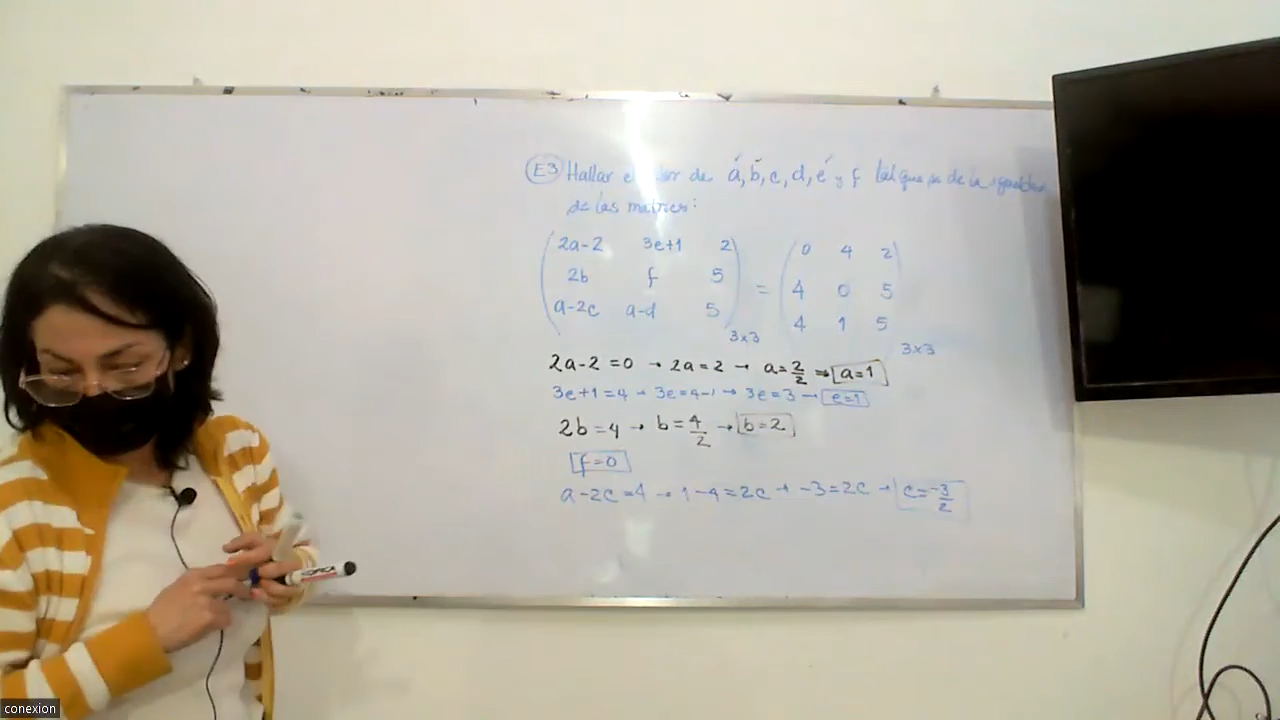 E3 Hallar el valor de a, b, c, d, e y f tal que se de la igualdad
de las matrices:
2a-2 3e+1 2 0 4 2
2b f 5 = 4 0 5
a-2c a-d 5 4 1 5
3x3 3x3
2a-2=0 → 2a=2 → a=2/2 ⇒ a=1
3e+1=4 → 3e=4-1 → 3e=3 → e=1
2b=4 → b=4/2 → b=2
f=0
a-2c=4 → 1-4=2c → -3=2c → c=-3/2
conexion